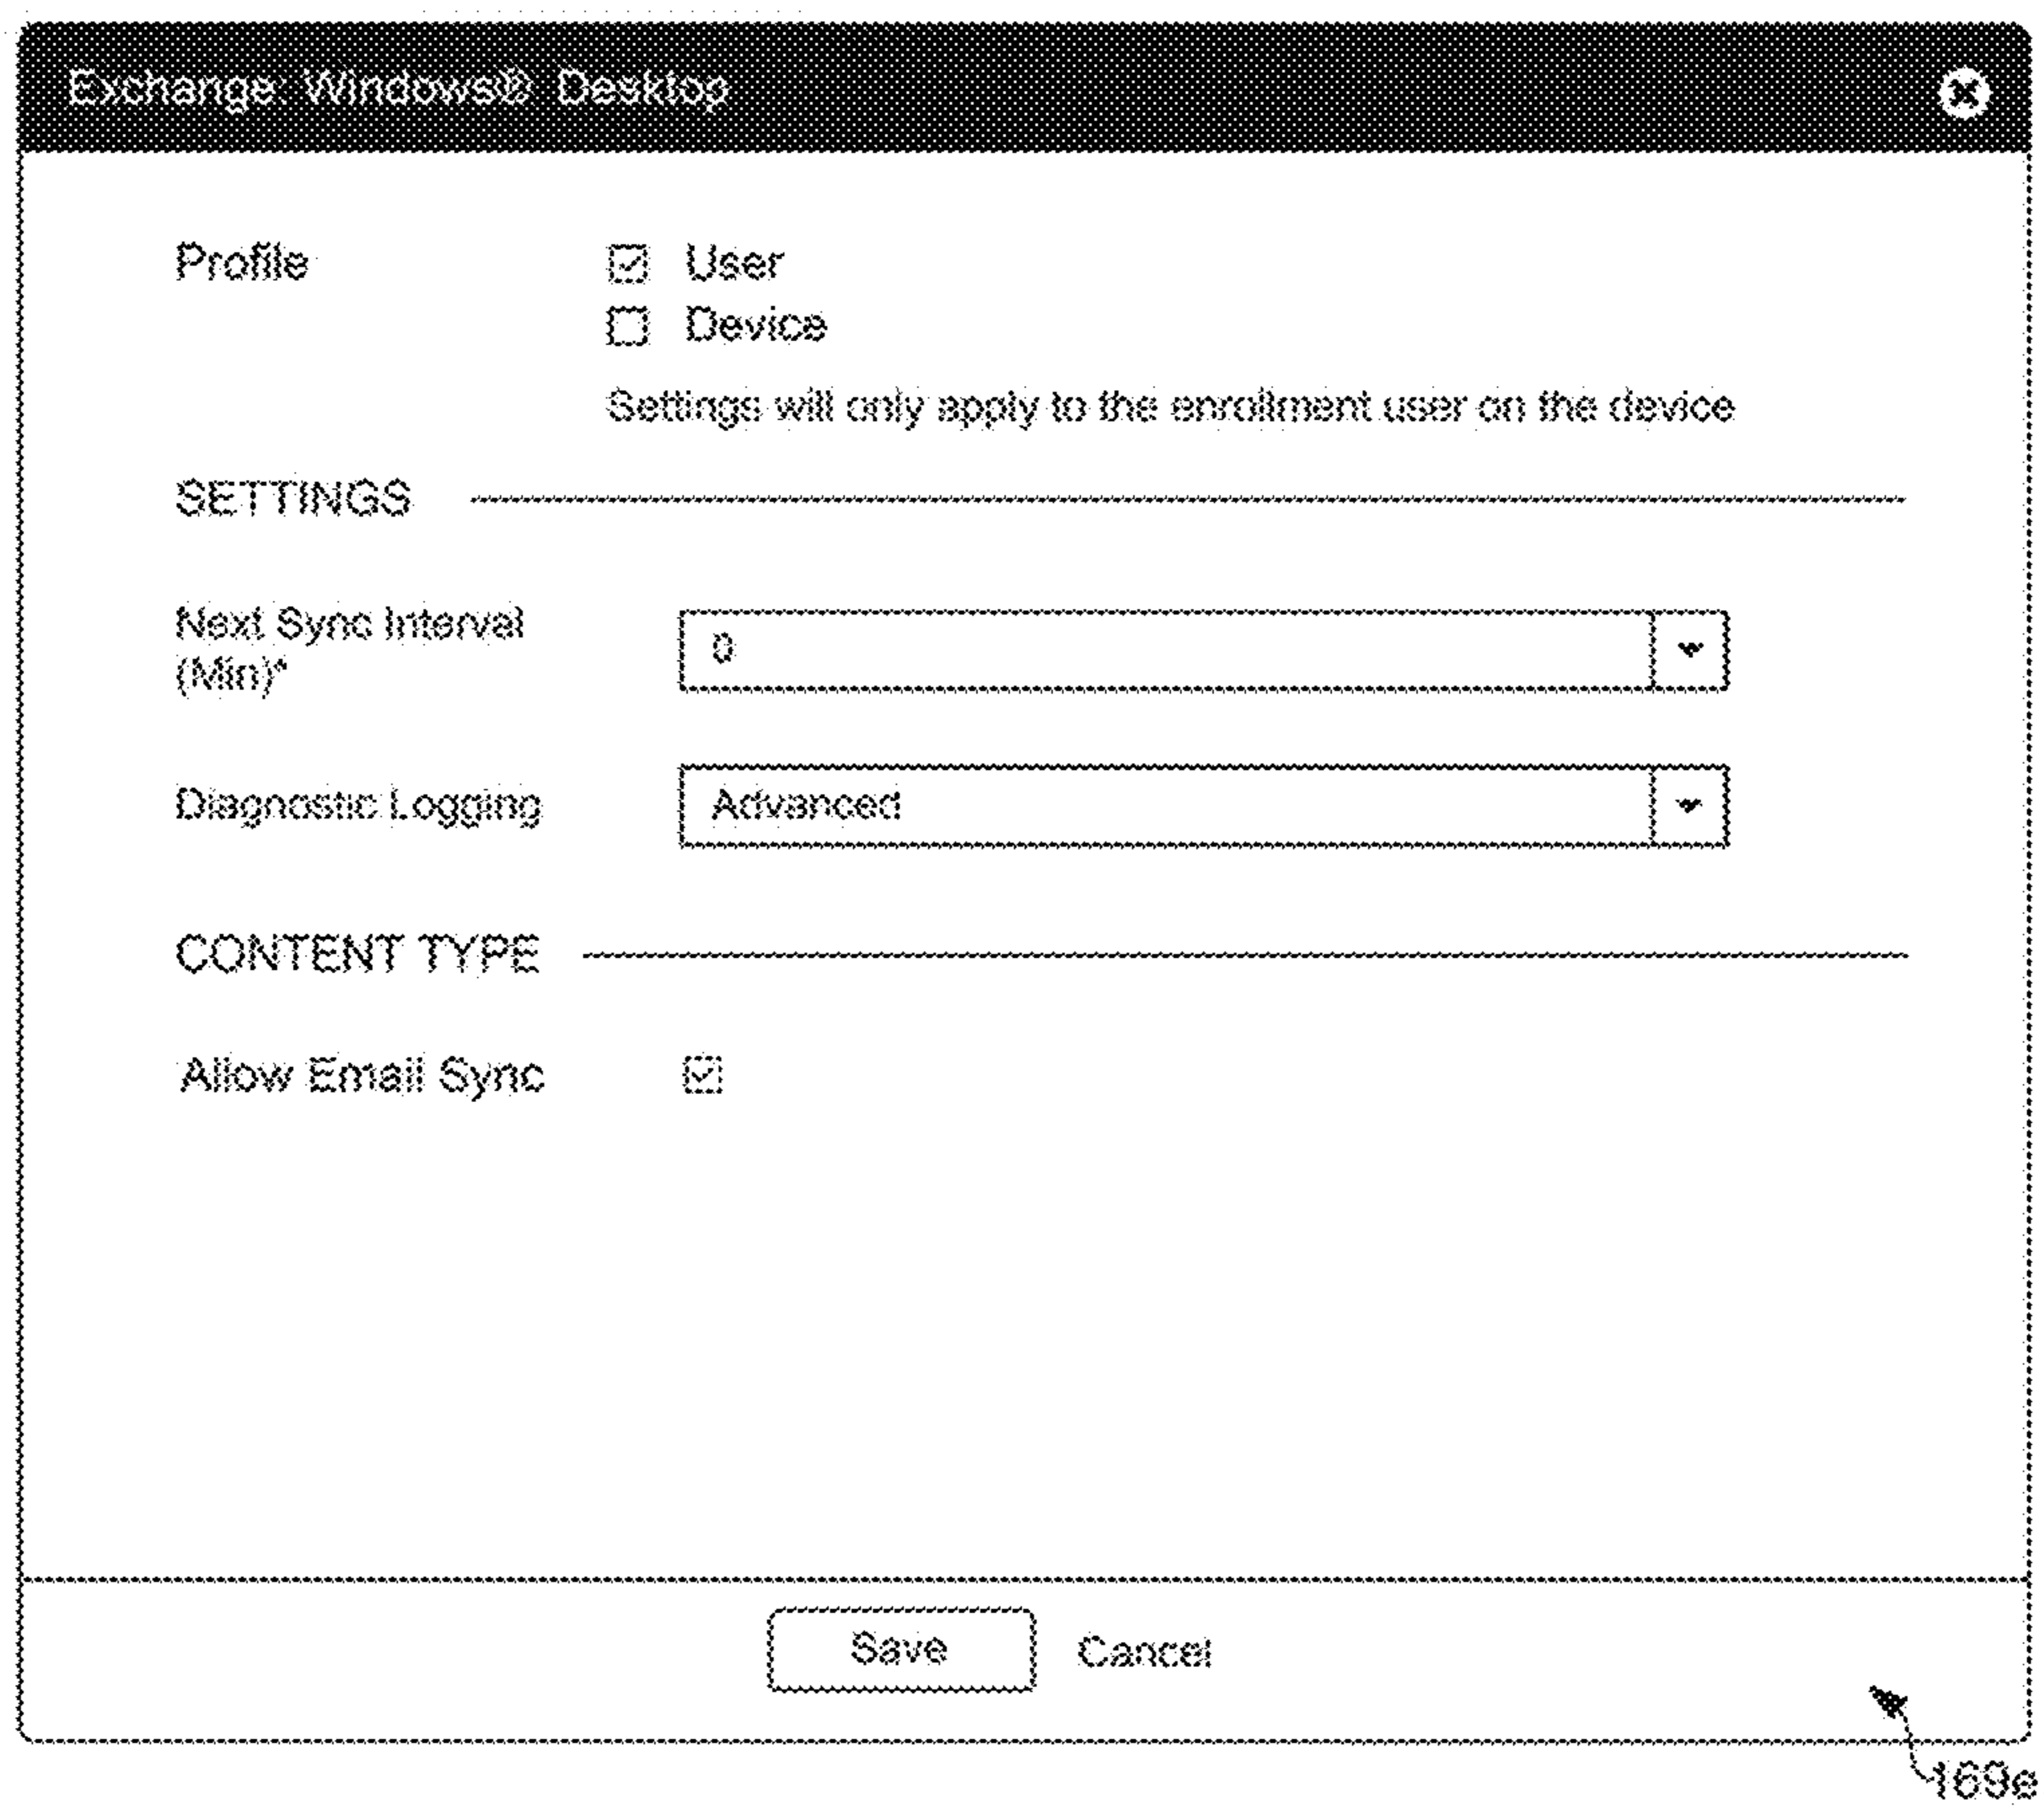 Exchange: Windows® Desktop
Profile
User
Device
Settings will only apply to the enrollment user on the device
SETTINGS
Next Sync Interval
(Min)*
0
Diagnostic Logging
Advanced
CONTENT TYPE
Allow Email Sync
Save
Cancel
169e